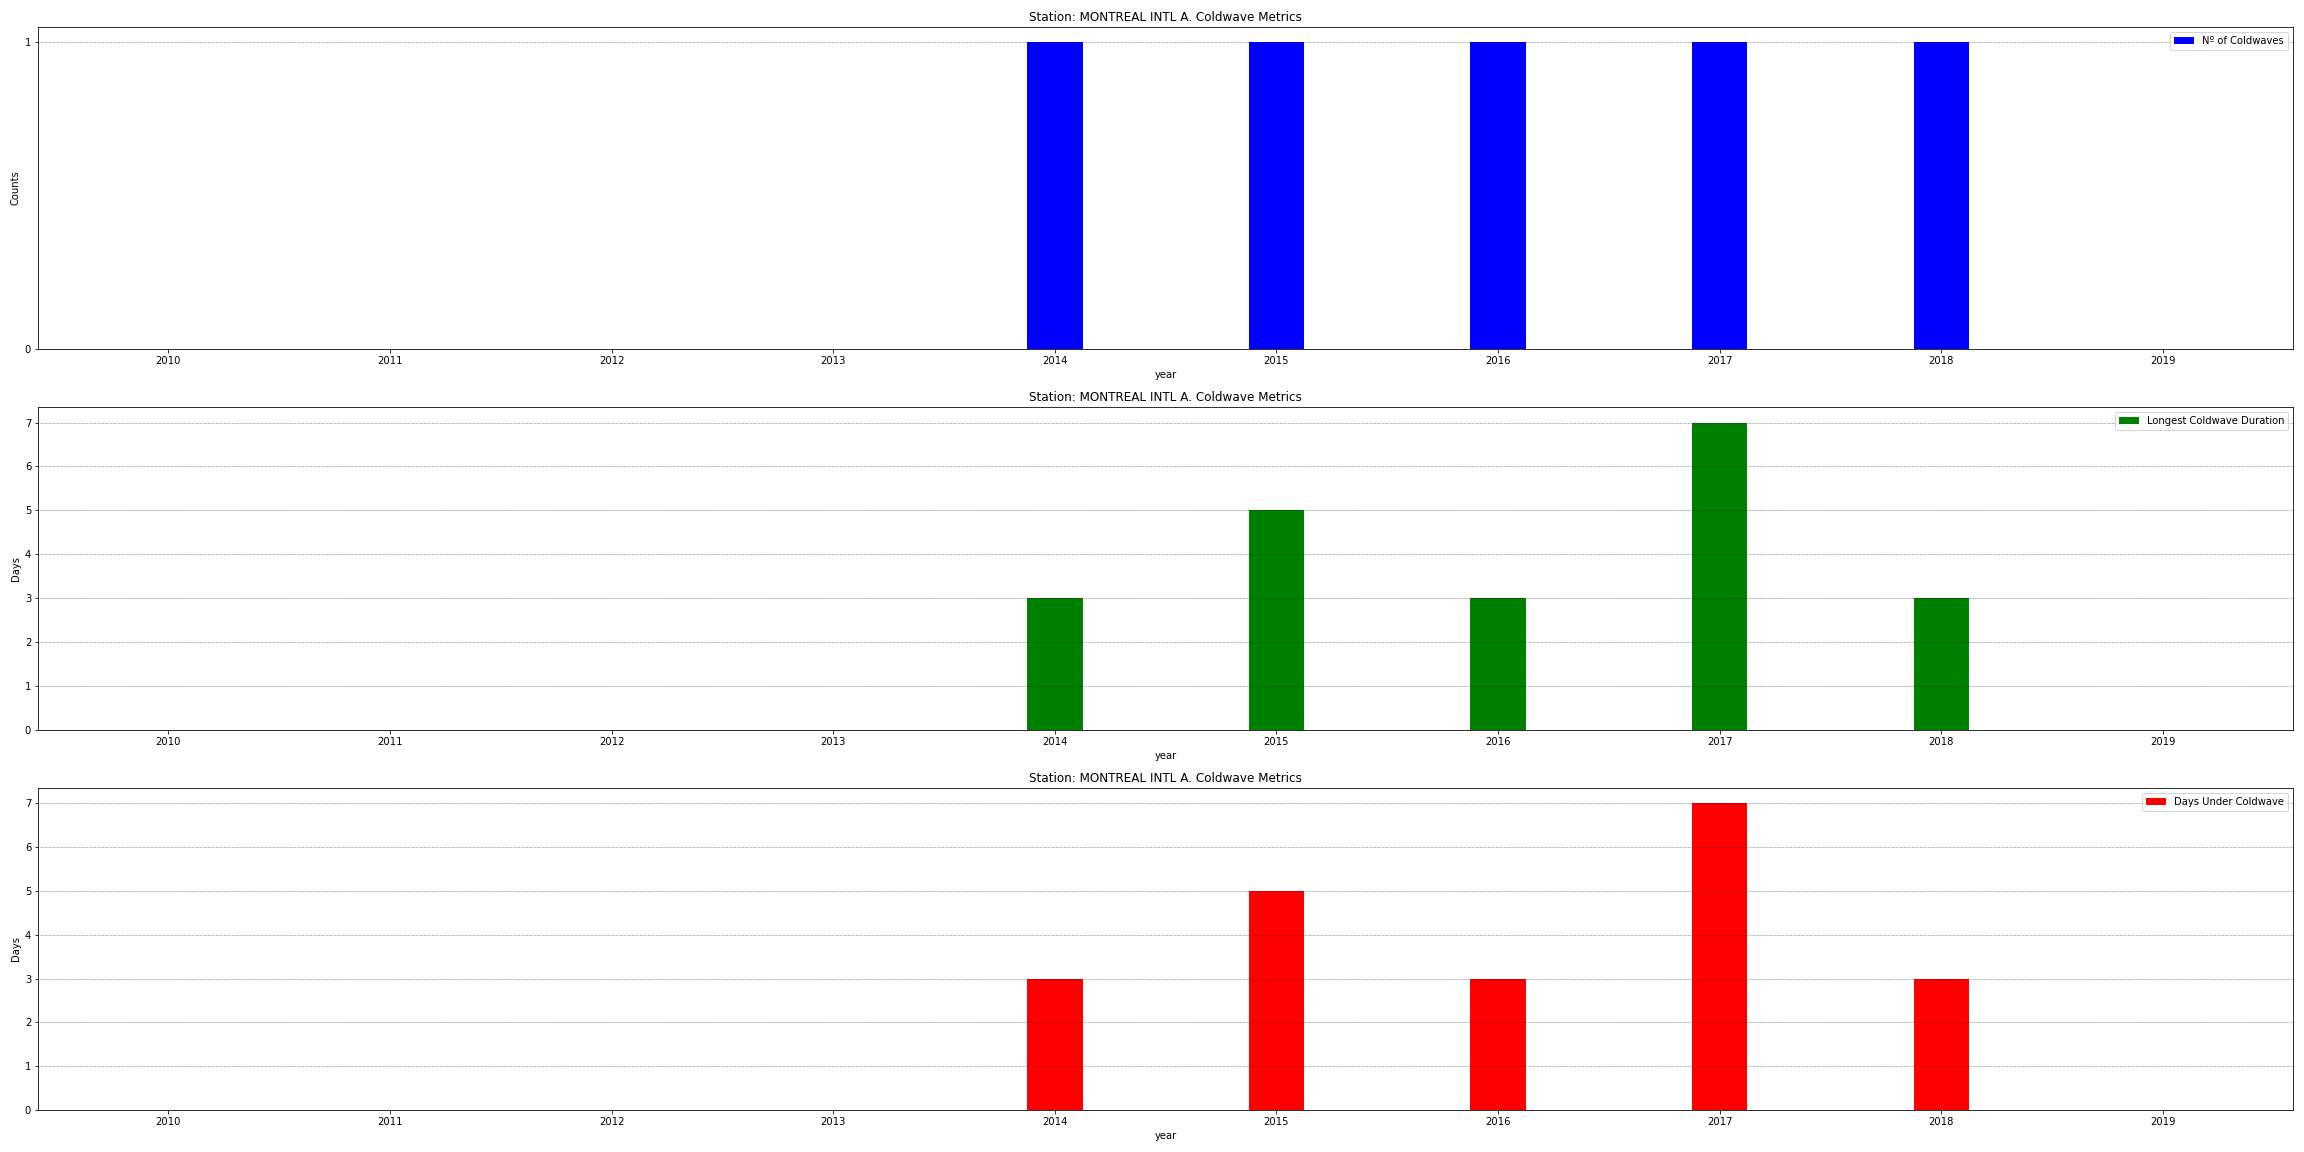 Station: MONTREAL INTL A. Coldwave Metrics
Nº of Coldwaves
1
0
Counts
2010 2011 2012 2013 2014 2015 2016 2017 2018 2019
year
Station: MONTREAL INTL A. Coldwave Metrics
Longest Coldwave Duration
7
6
5
4
3
2
1
0
Days
2010 2011 2012 2013 2014 2015 2016 2017 2018 2019
year
Station: MONTREAL INTL A. Coldwave Metrics
Days Under Coldwave
7
6
5
4
3
2
1
0
Days
2010 2011 2012 2013 2014 2015 2016 2017 2018 2019
year